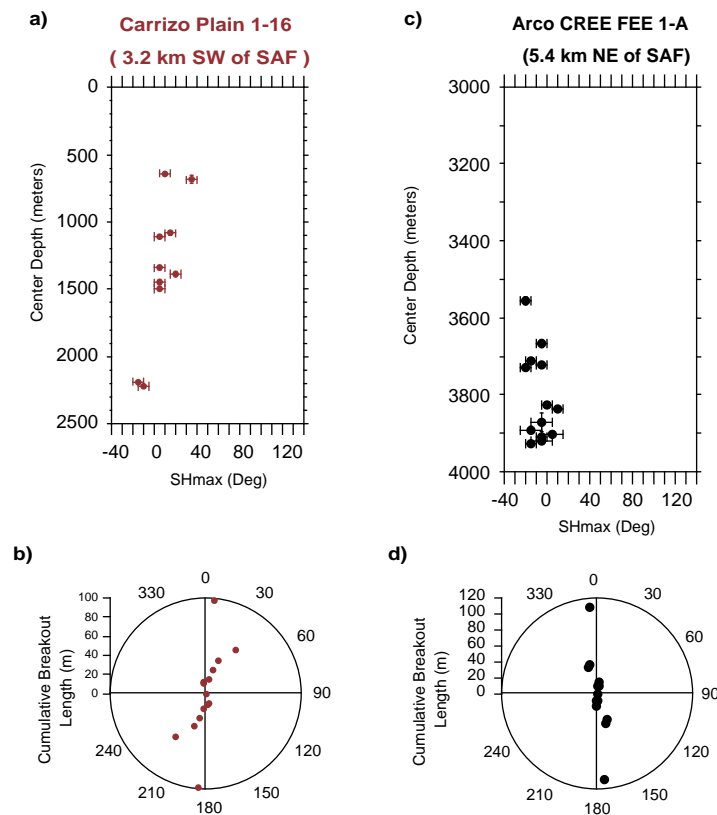 a)
Carrizo Plain 1-16
( 3.2 km SW of SAF )
0
500
1000
1500
2000
2500
Center Depth (meters)
-40 0 40 80 120
SHmax (Deg)
c)
Arco CREE FEE 1-A
(5.4 km NE of SAF)
3000
3200
3400
3600
3800
4000
Center Depth (meters)
-40 0 40 80 120
SHmax (Deg)
b)
Cumulative Breakout
Length (m)
100
80
60
40
20
0
0
30
60
90
120
150
180
210
240
330
d)
Cumulative Breakout
Length (m)
120
100
80
60
40
20
0
0
30
60
90
120
150
180
210
240
330